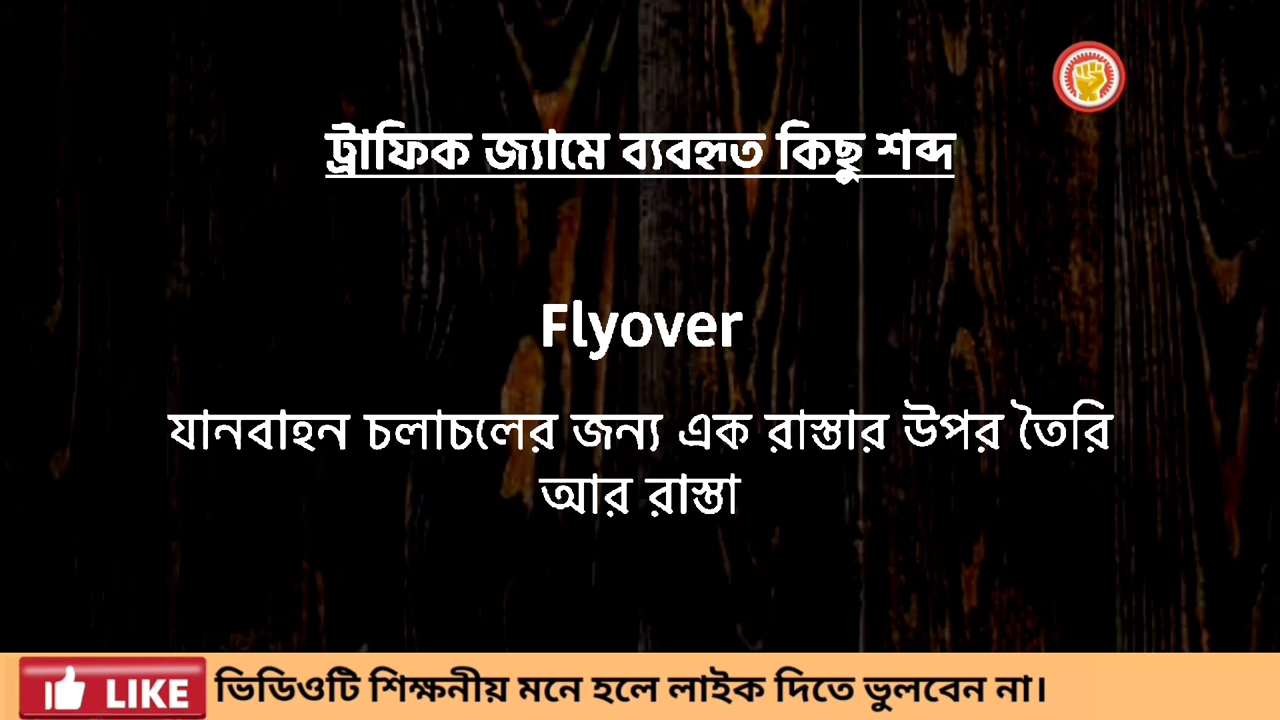 ট্রাফিক জ্যামে ব্যবহৃত কিছু শব্দ
Flyover
যানবাহন চলাচলের জন্য এক রাস্তার উপর তৈরি
আর রাস্তা
LIKE ভিডিওটি শিক্ষনীয় মনে হলে লাইক দিতে ভুলবেন না।